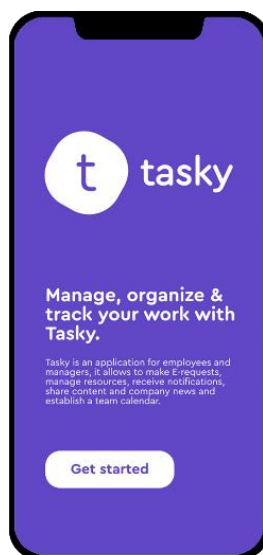 t tasky
Manage, organize &
track your work with
Tasky.
Tasky is an application for employees and
managers, it allows to make E-requests,
manage resources, receive notifications,
share content and company news and
establish a team calendar.
Get started